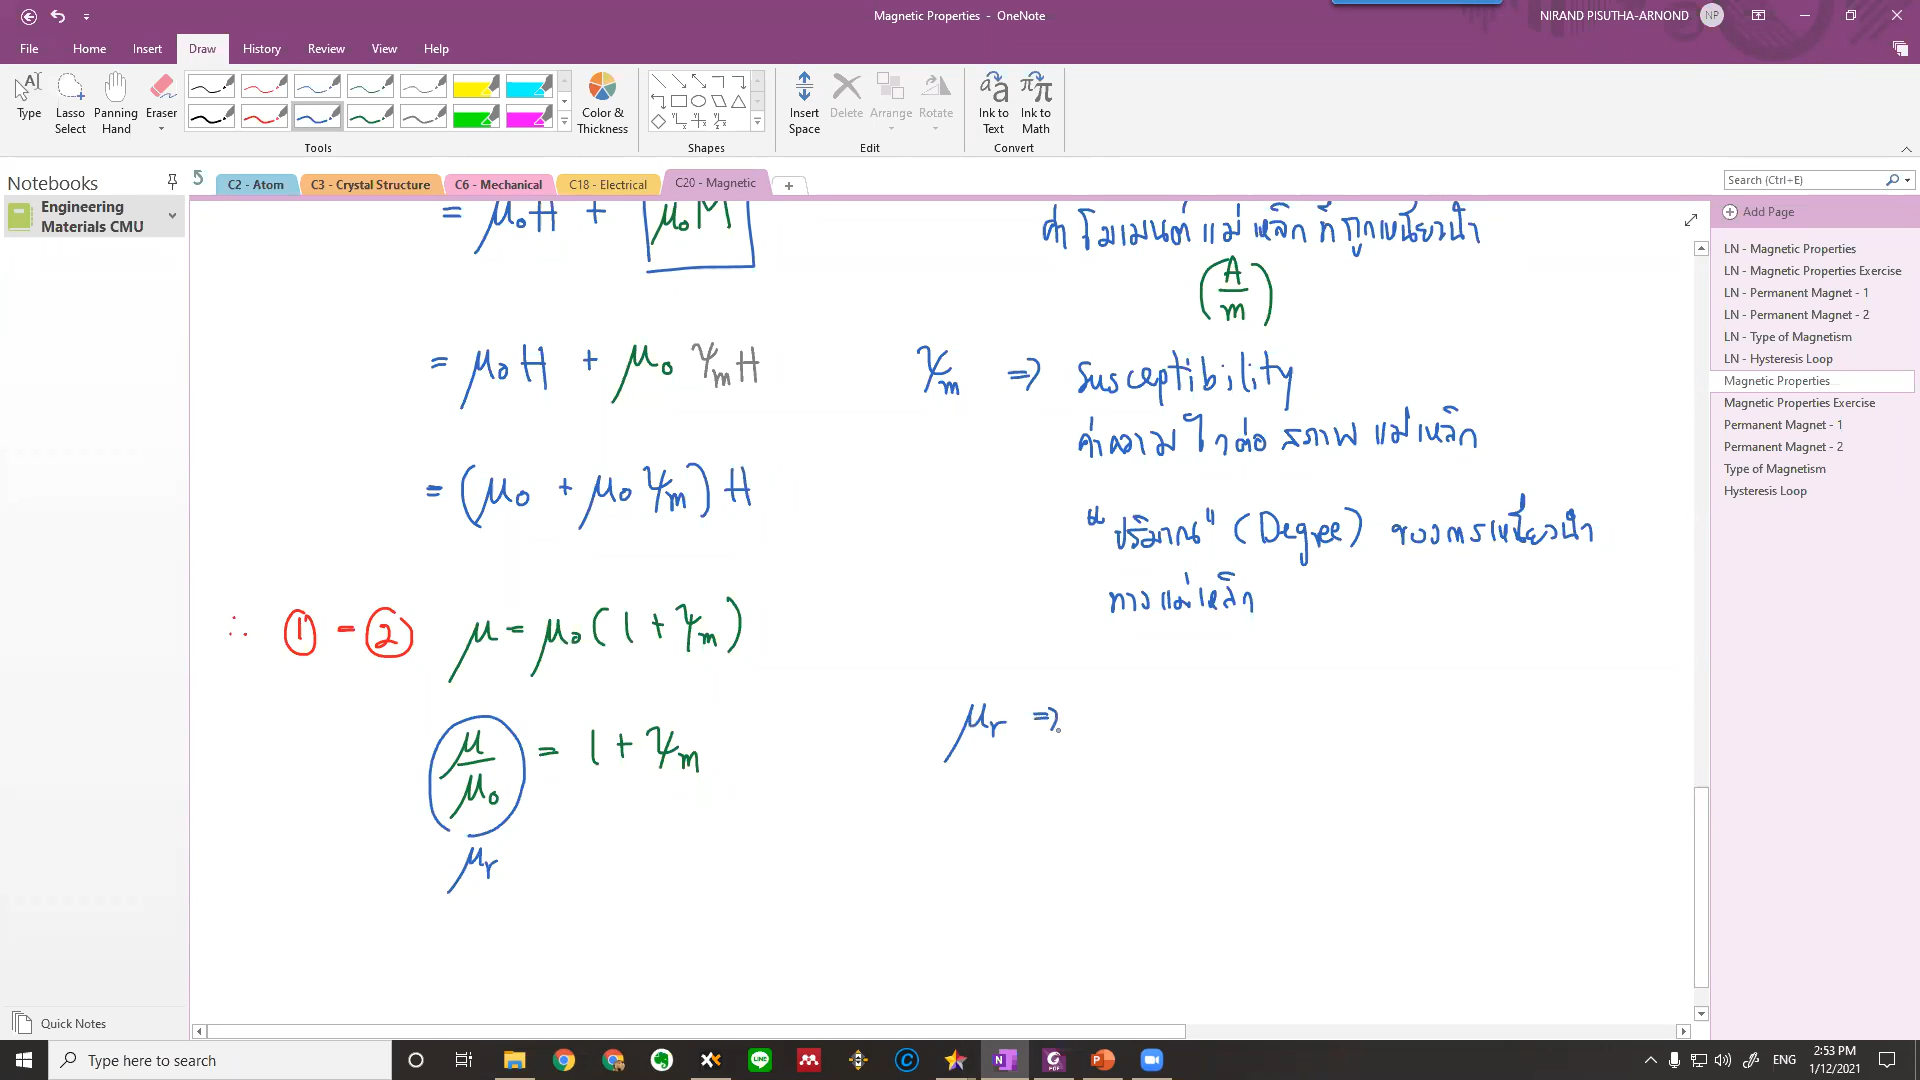 Magnetic Properties - OneNote
NIRAND PISUTHA-ARNOND NP
File Home Insert Draw History Review View Help
Type
Lasso Select
Panning Hand
Eraser
Color & Thickness
Insert Space
Delete
Arrange
Rotate
Ink to Text
Ink to Math
Tools
Shapes
Edit
Convert
Notebooks
C2 - Atom
C3 - Crystal Structure
C6 - Mechanical
C18 - Electrical
C20 - Magnetic
Search (Ctrl+E)
Engineering Materials CMU
= μ₀H + μ₀M
ค่าโมเมนต์แม่เหล็กที่ถูกเหนี่ยวนำ
(A/m)
= μ₀H + μ₀ψₘH
ψₘ => Susceptibility
ค่าความไวต่อสภาพแม่เหล็ก
= (μ₀ + μ₀ψₘ)H
"ปริมาณ" (Degree) ของการเหนี่ยวนำ
ทางแม่เหล็ก
∴ ① = ② μ = μ₀(1 + ψₘ)
μ/μ₀ = 1 + ψₘ
μᵣ
μᵣ =>
Add Page
LN - Magnetic Properties
LN - Magnetic Properties Exercise
LN - Permanent Magnet - 1
LN - Permanent Magnet - 2
LN - Type of Magnetism
LN - Hysteresis Loop
Magnetic Properties
Magnetic Properties Exercise
Permanent Magnet - 1
Permanent Magnet - 2
Type of Magnetism
Hysteresis Loop
Quick Notes
Type here to search
ENG
2:53 PM
1/12/2021